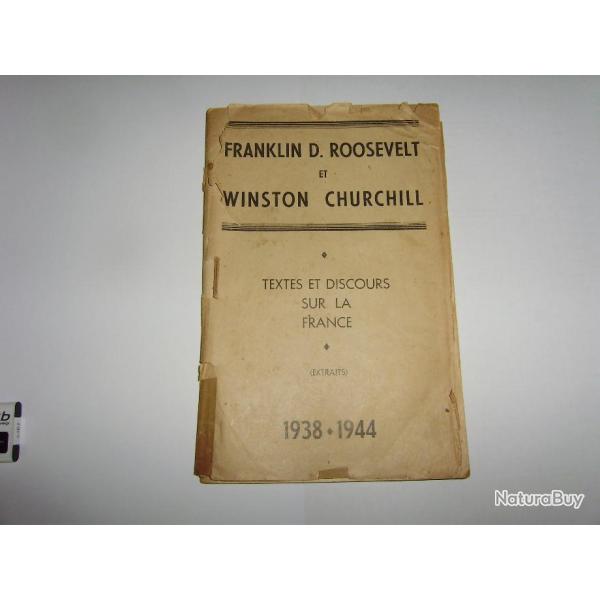 FRANKLIN D. ROOSEVELT
ET
WINSTON CHURCHILL
TEXTES ET DISCOURS
SUR LA
FRANCE
(EXTRAITS)
1938 • 1944
NaturaBuy